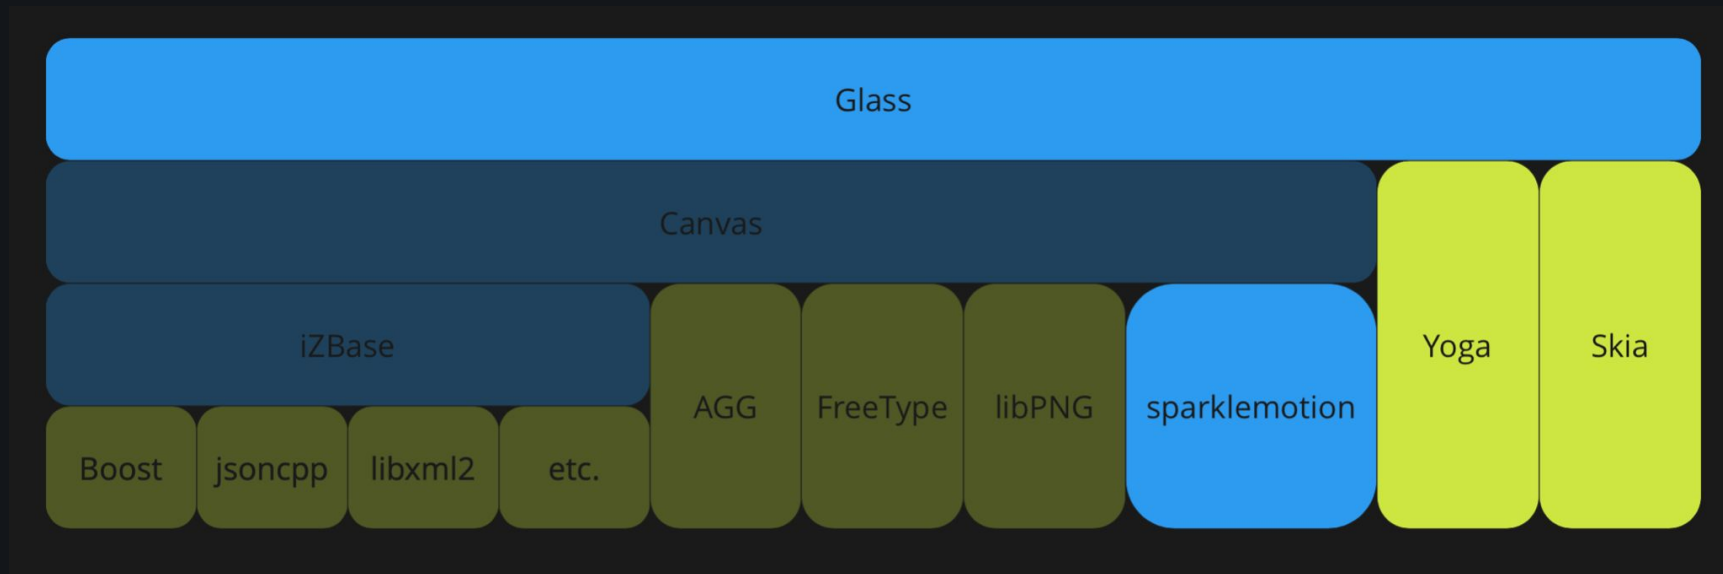 Glass
Canvas
iZBase
Yoga
Skia
AGG
FreeType
libPNG
sparklemotion
Boost
jsoncpp
libxml2
etc.